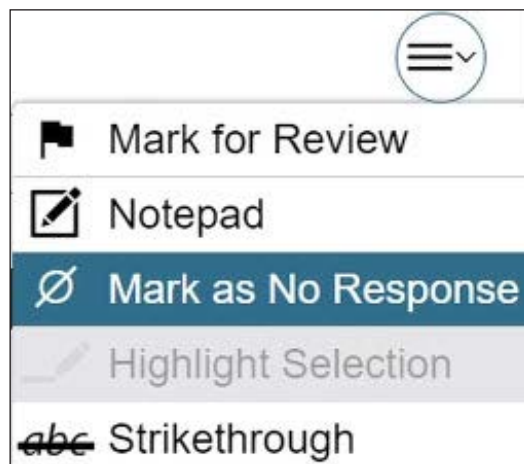 Mark for Review
Notepad
Mark as No Response
Highlight Selection
abc Strikethrough